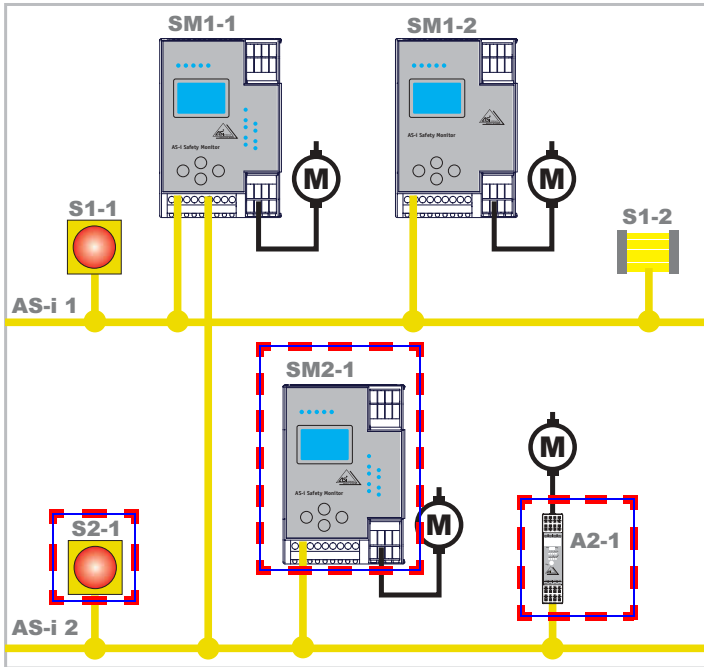 SM1-1
SM1-2
AS-i Safety Monitor
AS-i Safety Monitor
M
M
S1-1
S1-2
AS-i 1
SM2-1
AS-i Safety Monitor
M
M
S2-1
A2-1
AS-i 2